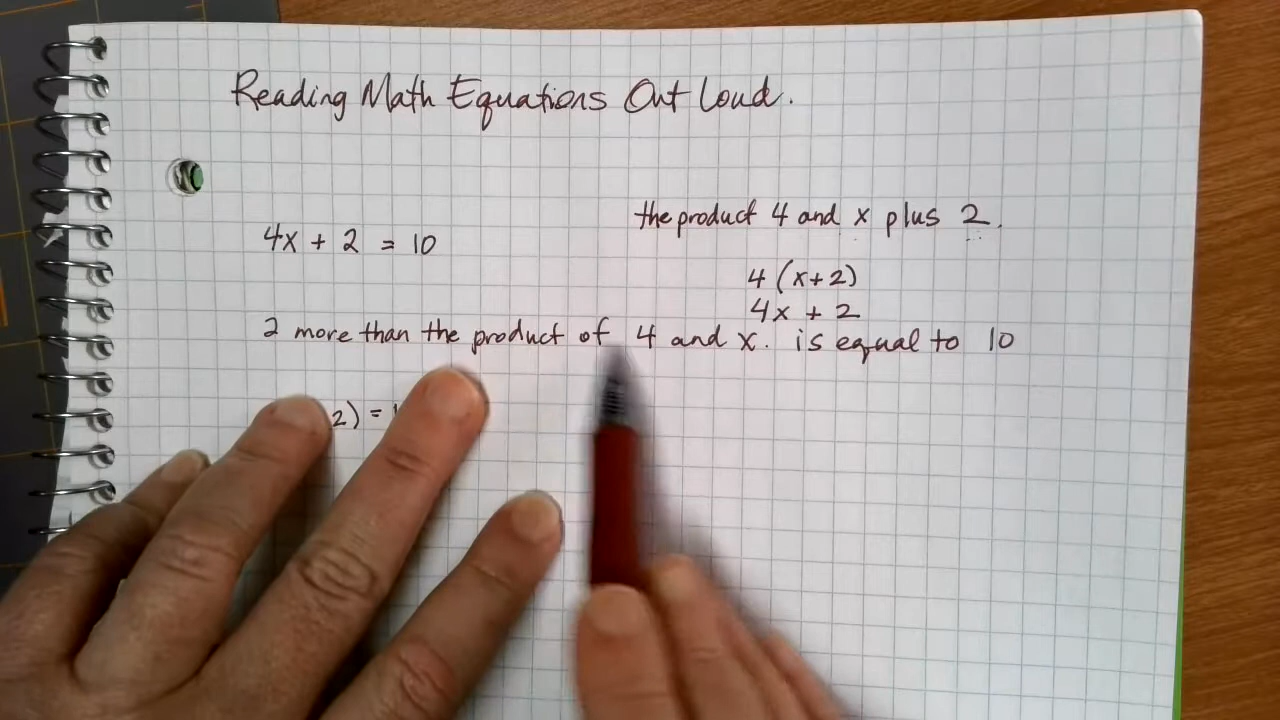 Reading Math Equations Out Loud.
4x + 2 = 10
the product 4 and x plus 2.
4 (x+2)
4x + 2
2 more than the product of 4 and x. is equal to 10
2) =